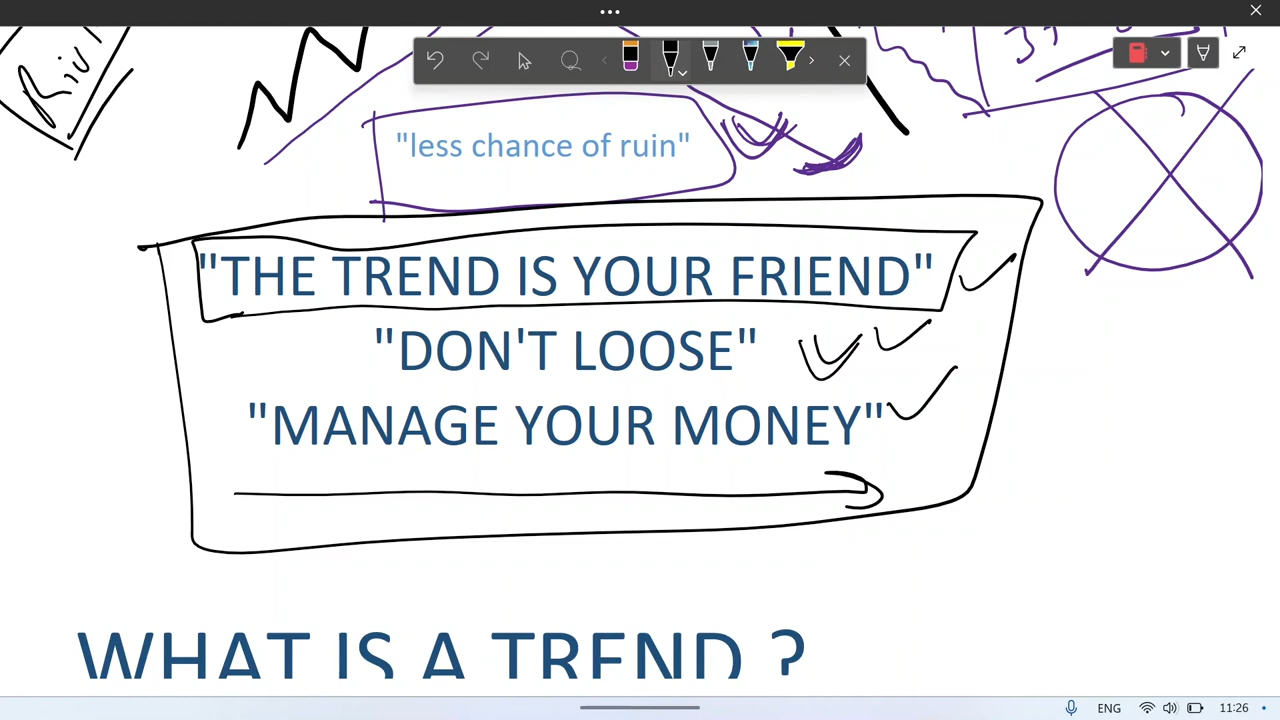 "less chance of ruin"
"THE TREND IS YOUR FRIEND"
"DON'T LOOSE"
"MANAGE YOUR MONEY"
WHAT IS A TREND ?
ENG
11:26